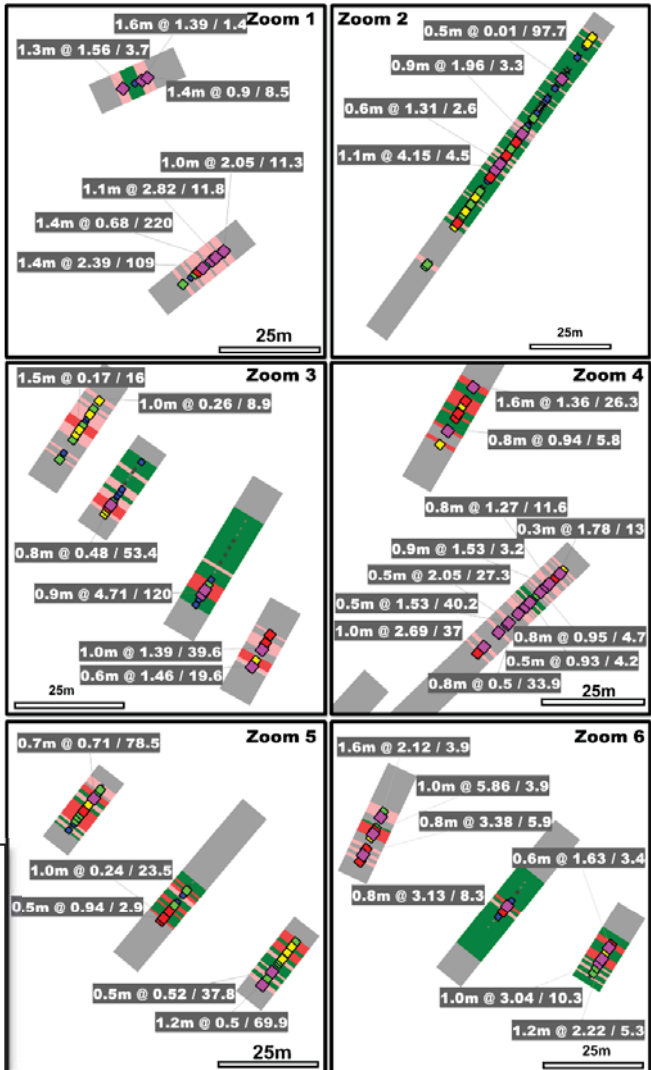 Zoom 1
1.6m @ 1.39 / 1.4
1.3m @ 1.56 / 3.7
1.4m @ 0.9 / 8.5
1.0m @ 2.05 / 11.3
1.1m @ 2.82 / 11.8
1.4m @ 0.68 / 220
1.4m @ 2.39 / 109
25m
Zoom 2
0.5m @ 0.01 / 97.7
0.9m @ 1.96 / 3.3
0.6m @ 1.31 / 2.6
1.1m @ 4.15 / 4.5
25m
Zoom 3
1.5m @ 0.17 / 16
1.0m @ 0.26 / 8.9
0.8m @ 0.48 / 53.4
0.9m @ 4.71 / 120
1.0m @ 1.39 / 39.6
0.6m @ 1.46 / 19.6
25m
Zoom 4
1.6m @ 1.36 / 26.3
0.8m @ 0.94 / 5.8
0.8m @ 1.27 / 11.6
0.3m @ 1.78 / 13
0.9m @ 1.53 / 3.2
0.5m @ 2.05 / 27.3
0.5m @ 1.53 / 40.2
1.0m @ 2.69 / 37
0.8m @ 0.95 / 4.7
0.5m @ 0.93 / 4.2
0.8m @ 0.5 / 33.9
25m
Zoom 5
0.7m @ 0.71 / 78.5
1.0m @ 0.24 / 23.5
0.5m @ 0.94 / 2.9
0.5m @ 0.52 / 37.8
1.2m @ 0.5 / 69.9
25m
Zoom 6
1.6m @ 2.12 / 3.9
1.0m @ 5.86 / 3.9
0.8m @ 3.38 / 5.9
0.6m @ 1.63 / 3.4
0.8m @ 3.13 / 8.3
1.0m @ 3.04 / 10.3
1.2m @ 2.22 / 5.3
25m